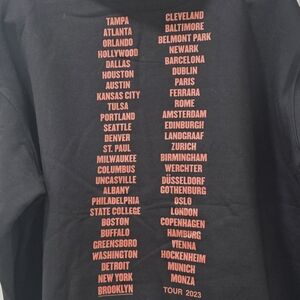 TAMPA
ATLANTA
ORLANDO
HOLLYWOOD
DALLAS
HOUSTON
AUSTIN
KANSAS CITY
TULSA
PORTLAND
SEATTLE
DENVER
ST. PAUL
MILWAUKEE
COLUMBUS
UNCASVILLE
ALBANY
PHILADELPHIA
STATE COLLEGE
BOSTON
BUFFALO
GREENSBORO
WASHINGTON
DETROIT
NEW YORK
BROOKLYN
CLEVELAND
BALTIMORE
BELMONT PARK
NEWARK
BARCELONA
DUBLIN
PARIS
FERRARA
ROME
AMSTERDAM
EDINBURGH
LANDGRAAF
ZURICH
BIRMINGHAM
WERCHTER
DÜSSELDORF
GOTHENBURG
OSLO
LONDON
COPENHAGEN
HAMBURG
VIENNA
HOCKENHEIM
MUNICH
MONZA
TOUR 2023